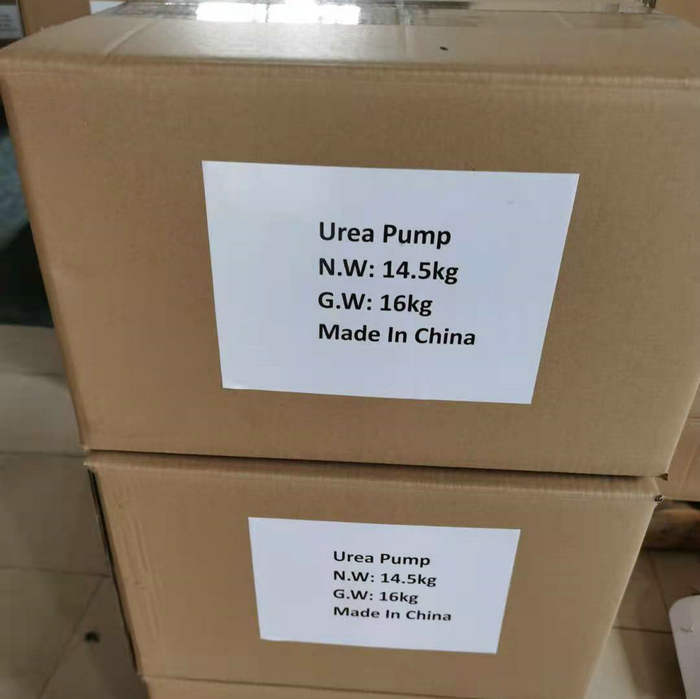 Urea Pump
N.W: 14.5kg
G.W: 16kg
Made In China
Urea Pump
N.W: 14.5kg
G.W: 16kg
Made In China